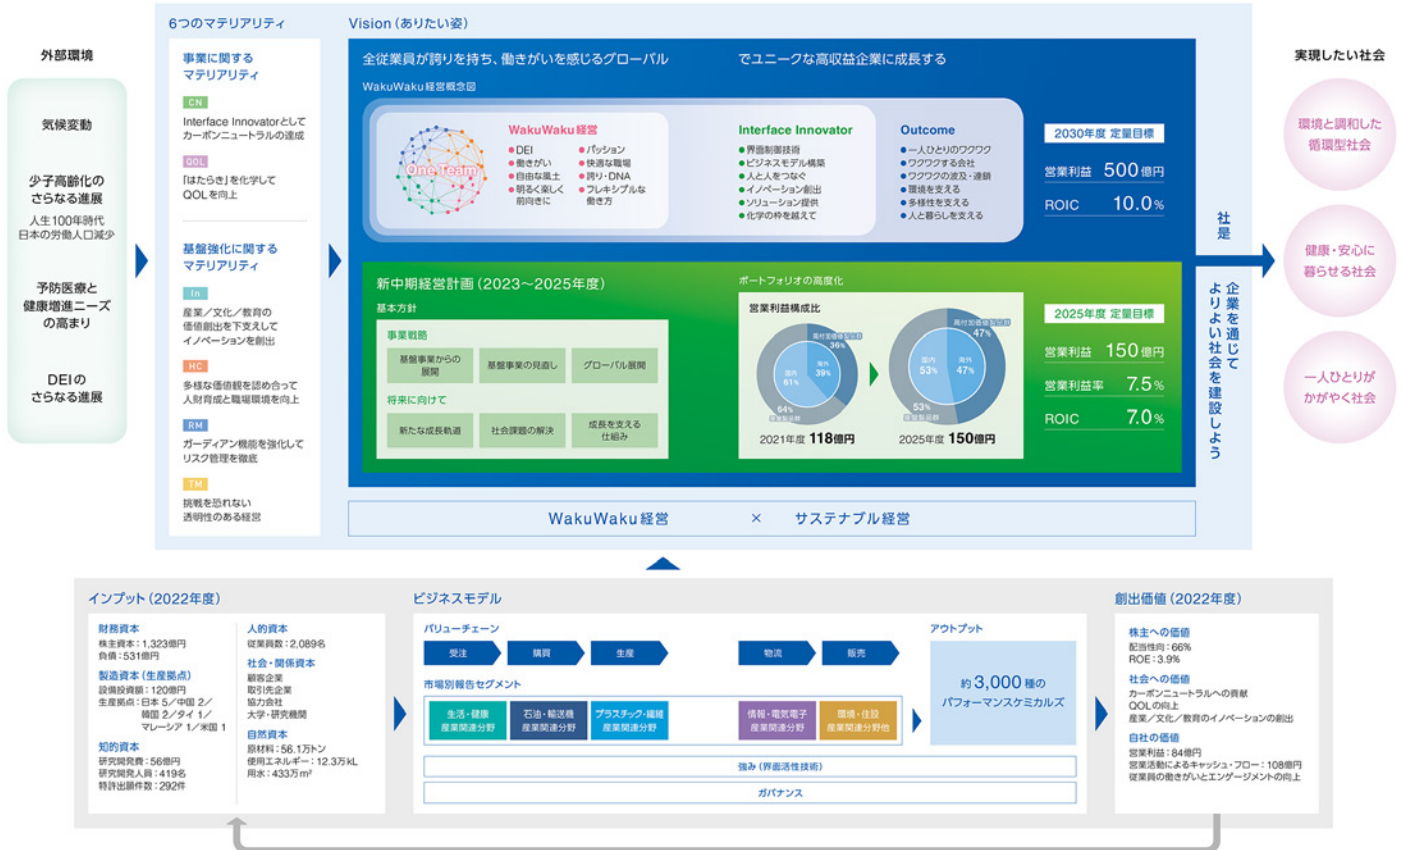 外部環境
気候変動
少子高齢化の
さらなる進展
人生100年時代
日本の労働人口減少
予防医療と
健康増進ニーズ
の高まり
DEIの
さらなる進展
6つのマテリアリティ
事業に関する
マテリアリティ
CN
Interface Innovatorとして
カーボンニュートラルの達成
QOL
「はたらき」を化学して
QOLを向上
基盤強化に関する
マテリアリティ
In
産業／文化／教育の
価値創出を下支えして
イノベーションを創出
HC
多様な価値観を認め合って
人財育成と職場環境を向上
RM
ガーディアン機能を強化して
リスク管理を徹底
TM
挑戦を恐れない
透明性のある経営
Vision（ありたい姿）
全従業員が誇りを持ち、働きがいを感じるグローバル でユニークな高収益企業に成長する
WakuWaku経営概念図
One Team
WakuWaku経営
●DEI
●働きがい
●自由な風土
●明るく楽しく
前向きに
●パッション
●快適な職場
●誇り・DNA
●フレキシブルな
働き方
Interface Innovator
●界面制御技術
●ビジネスモデル構築
●人と人をつなぐ
●イノベーション創出
●ソリューション提供
●化学の枠を越えて
Outcome
●一人ひとりのワクワク
●ワクワクする会社
●ワクワクの波及・連鎖
●環境を支える
●多様性を支える
●人と暮らしを支える
2030年度 定量目標
営業利益 500億円
ROIC 10.0%
新中期経営計画（2023～2025年度）
基本方針
事業戦略
基盤事業からの
展開
基盤事業の見直し
グローバル展開
将来に向けて
新たな成長軌道
社会課題の解決
成長を支える
仕組み
ポートフォリオの高度化
営業利益構成比
高付加価値製品群
36%
国内
61%
海外
39%
64%
基盤製品群
2021年度 118億円
高付加価値製品群
47%
国内
53%
海外
47%
53%
基盤製品群
2025年度 150億円
2025年度 定量目標
営業利益 150億円
営業利益率 7.5%
ROIC 7.0%
WakuWaku経営 × サステナブル経営
社是
企業を通じて
よりよい社会を建設しよう
実現したい社会
環境と調和した
循環型社会
健康・安心に
暮らせる社会
一人ひとりが
かがやく社会
インプット（2022年度）
財務資本
株主資本：1,323億円
負債：531億円
製造資本（生産拠点）
設備投資額：120億円
生産拠点：日本 5／中国 2／
韓国 2／タイ 1／
マレーシア 1／米国 1
知的資本
研究開発費：56億円
研究開発人員：419名
特許出願件数：292件
人的資本
従業員数：2,089名
社会・関係資本
顧客企業
取引先企業
協力会社
大学・研究機関
自然資本
原材料：56.1万トン
使用エネルギー：12.3万kL
用水：433万m³
ビジネスモデル
バリューチェーン
受注
購買
生産
物流
販売
市場別報告セグメント
生活・健康
産業関連分野
石油・輸送機
産業関連分野
プラスチック・繊維
産業関連分野
情報・電気電子
産業関連分野
環境・住設
産業関連分野他
アウトプット
約3,000種の
パフォーマンスケミカルズ
強み（界面活性技術）
ガバナンス
創出価値（2022年度）
株主への価値
配当性向：66%
ROE：3.9%
社会への価値
カーボンニュートラルへの貢献
QOLの向上
産業／文化／教育のイノベーションの創出
自社の価値
営業利益：84億円
営業活動によるキャッシュ・フロー：108億円
従業員の働きがいとエンゲージメントの向上